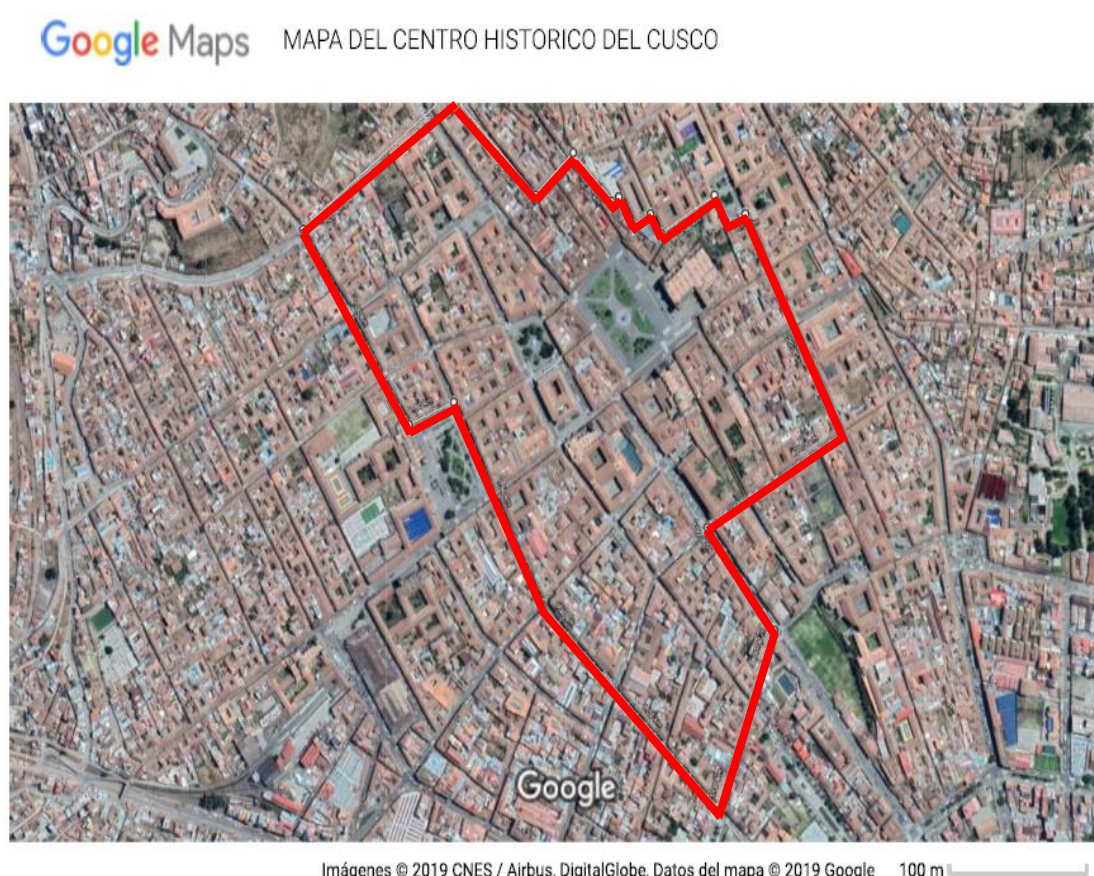 Google Maps MAPA DEL CENTRO HISTORICO DEL CUSCO
Google
Imágenes © 2019 CNES / Airbus, DigitalGlobe, Datos del mapa © 2019 Google 100 m